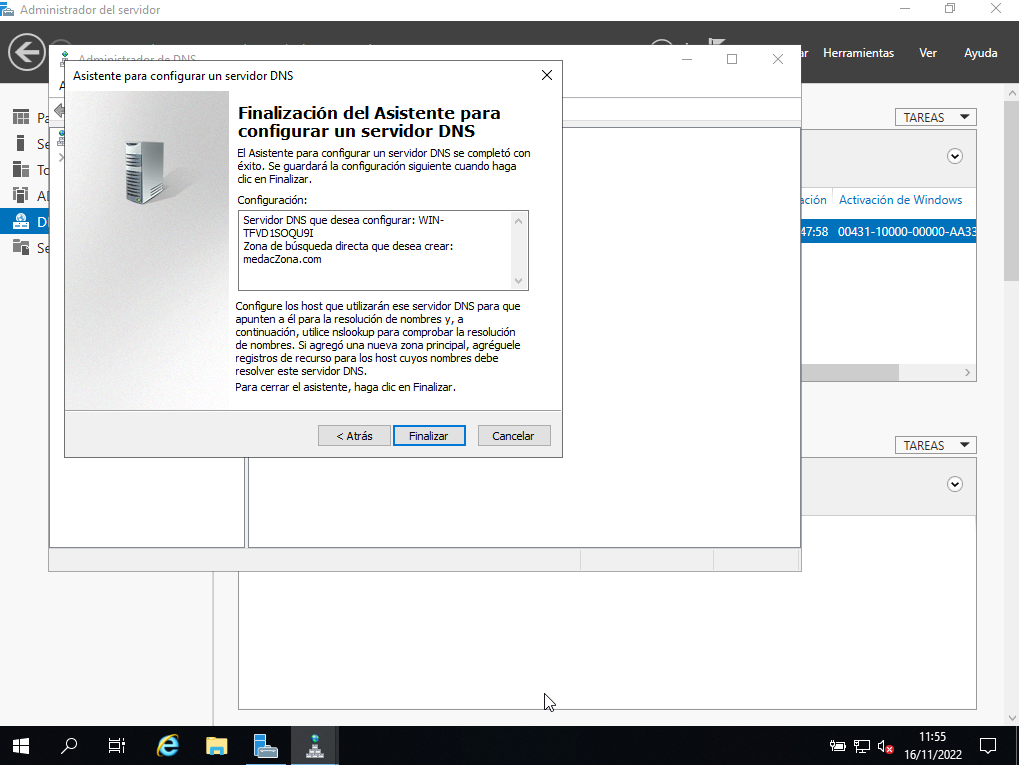 Administrador del servidor
Administrador de DNS
Herramientas
Ver
Ayuda
Asistente para configurar un servidor DNS
Finalización del Asistente para
configurar un servidor DNS
El Asistente para configurar un servidor DNS se completó con
éxito. Se guardará la configuración siguiente cuando haga
clic en Finalizar.
Configuración:
Servidor DNS que desea configurar: WIN-
TFVD1SOQU9I
Zona de búsqueda directa que desea crear:
medacZona.com
Configure los host que utilizarán ese servidor DNS para que
apunten a él para la resolución de nombres y, a
continuación, utilice nslookup para comprobar la resolución
de nombres. Si agregó una nueva zona principal, agréguele
registros de recurso para los host cuyos nombres debe
resolver este servidor DNS.
Para cerrar el asistente, haga clic en Finalizar.
< Atrás
Finalizar
Cancelar
TAREAS
Activación de Windows
47:58
00431-10000-00000-AA33
TAREAS
11:55
16/11/2022